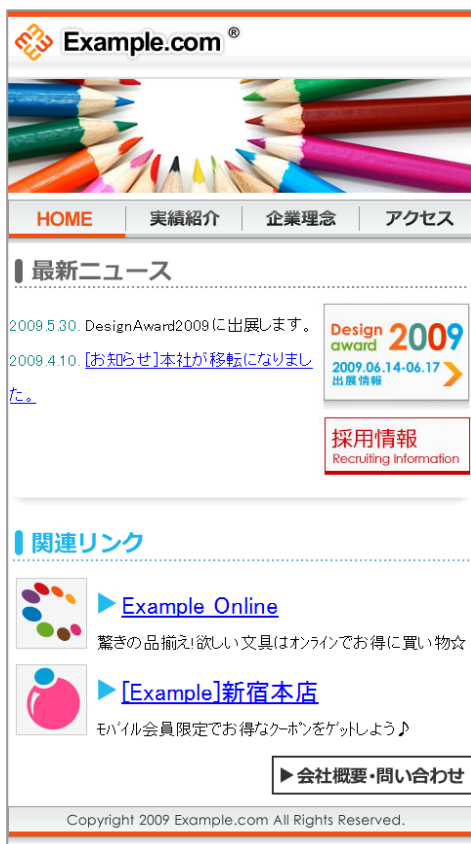 Example.com ®
HOME 実績紹介 企業理念 アクセス
最新ニュース
2009.5.30. DesignAward2009に出展します。
2009.4.10. [お知らせ]本社が移転になりまし
た。
Design
award 2009
2009.06.14-06.17
出展情報
採用情報
Recruiting Information
関連リンク
▶ Example Online
驚きの品揃え!欲しい文具はｵﾝﾗｲﾝでお得に買い物☆
▶ [Example]新宿本店
ﾓﾊﾞｲﾙ会員限定でお得なｸｰﾎﾟﾝをｹﾞｯﾄしよう♪
▶会社概要・問い合わせ
Copyright 2009 Example.com All Rights Reserved.